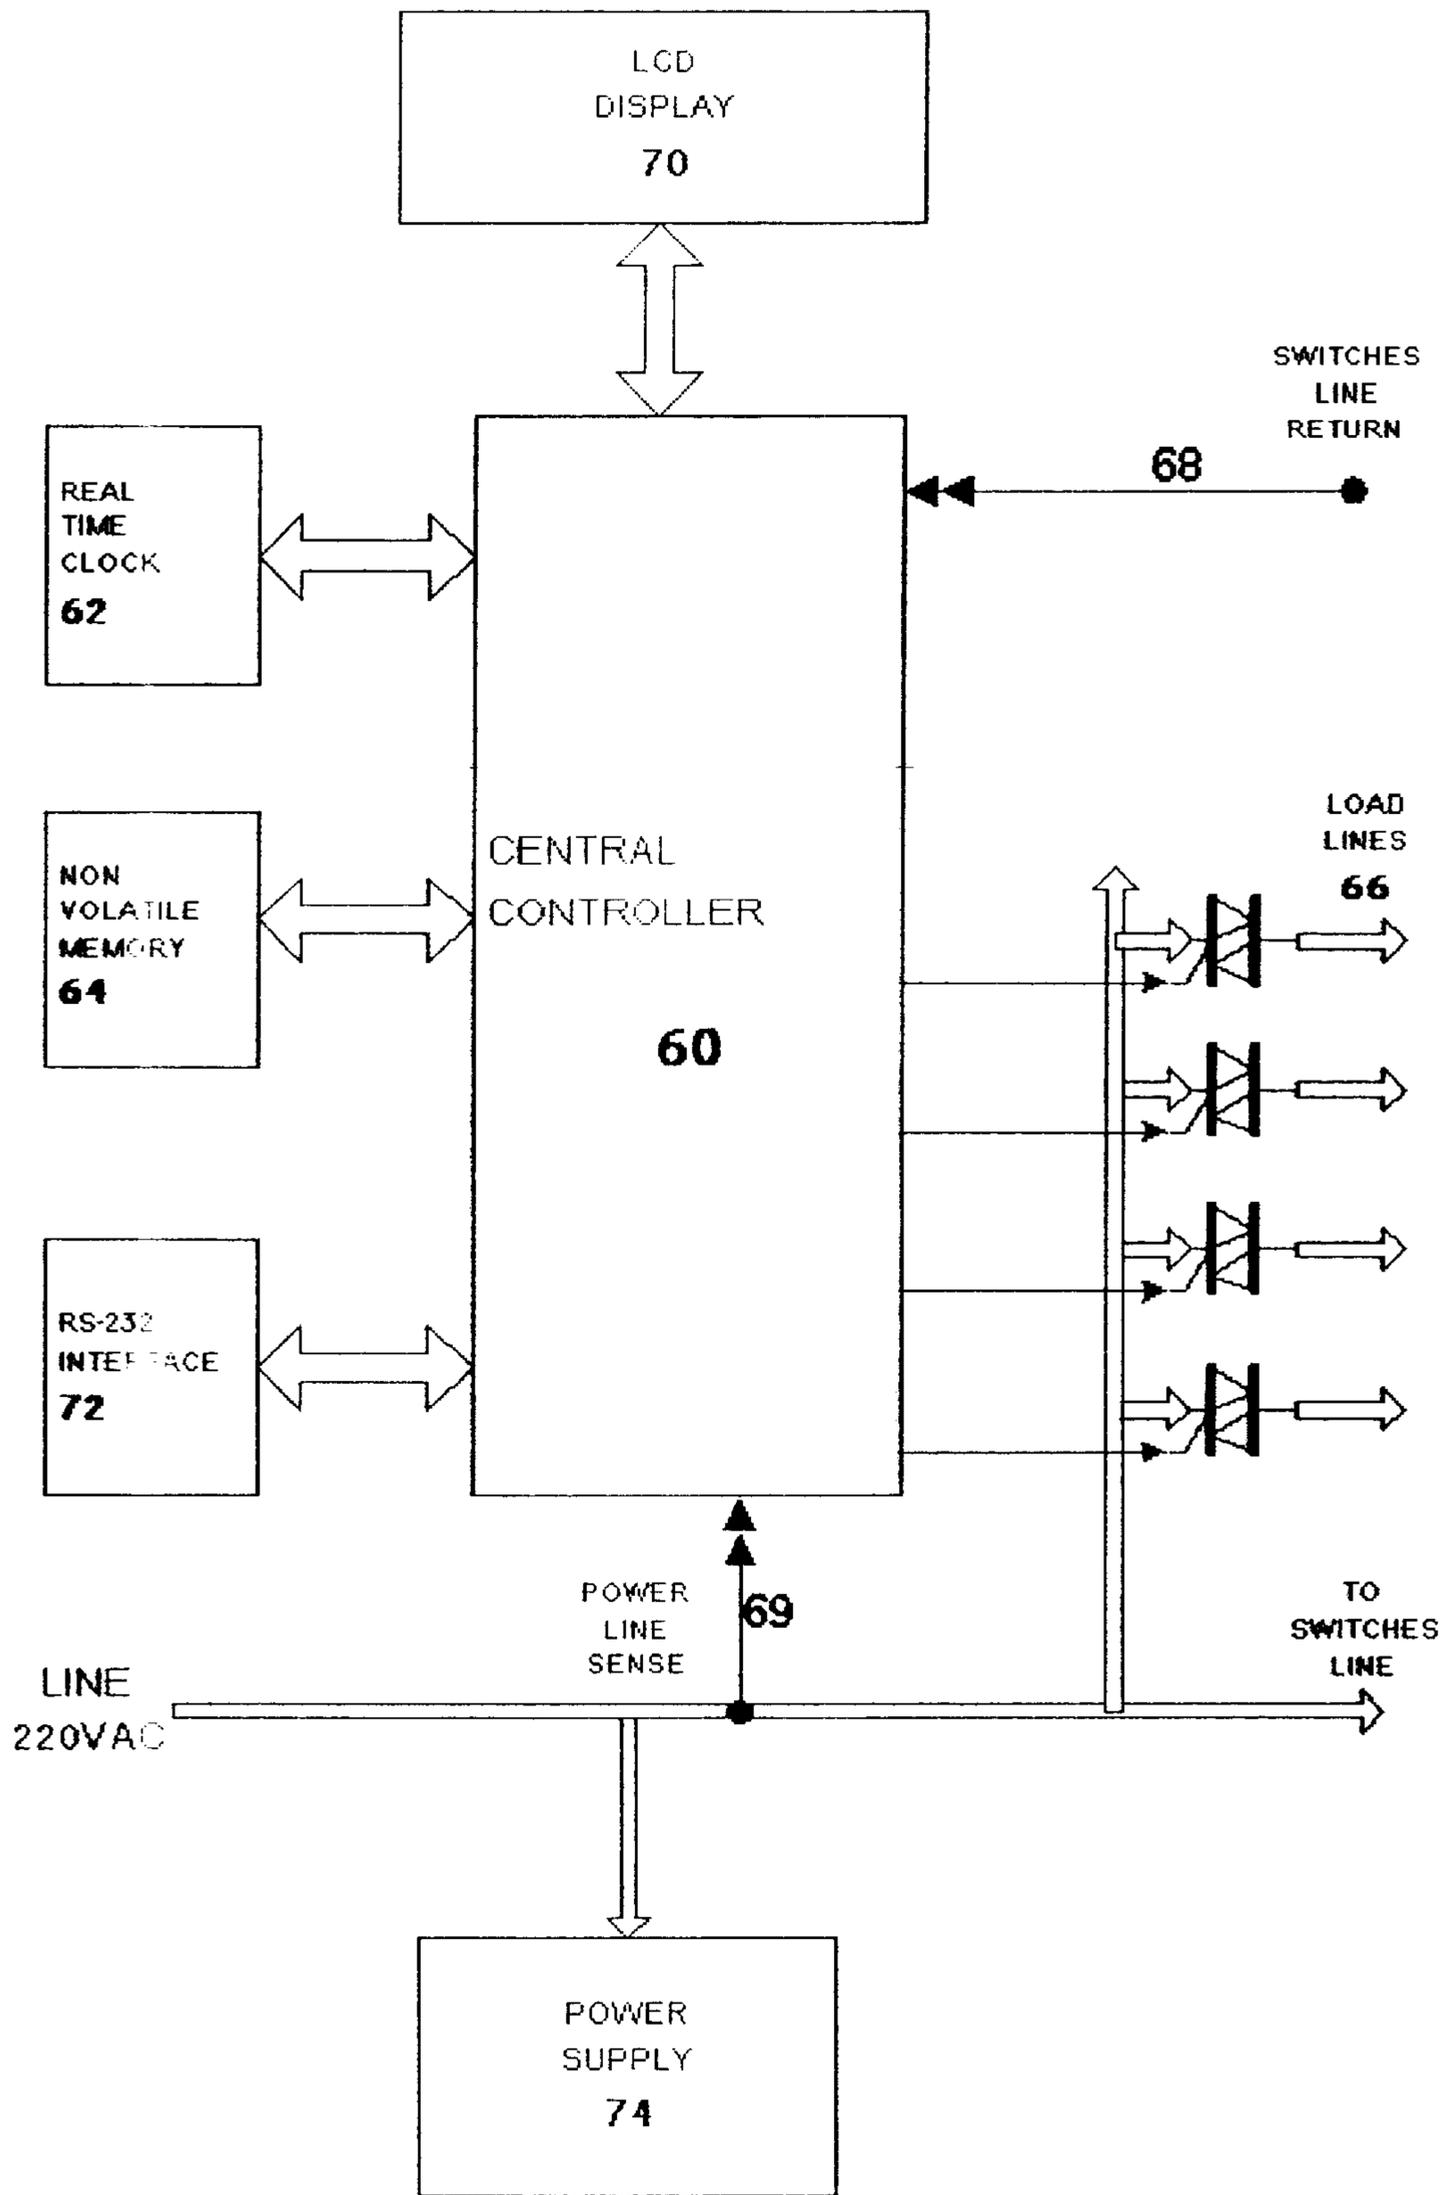 LCD
DISPLAY
70
SWITCHES
LINE
RETURN
68
REAL
TIME
CLOCK
62
LOAD
LINES
66
NON
VOLATILE
MEMORY
64
CENTRAL
CONTROLLER
60
RS-232
INTERFACE
72
POWER
LINE
SENSE
69
TO
SWITCHES
LINE
LINE
220VAC
POWER
SUPPLY
74